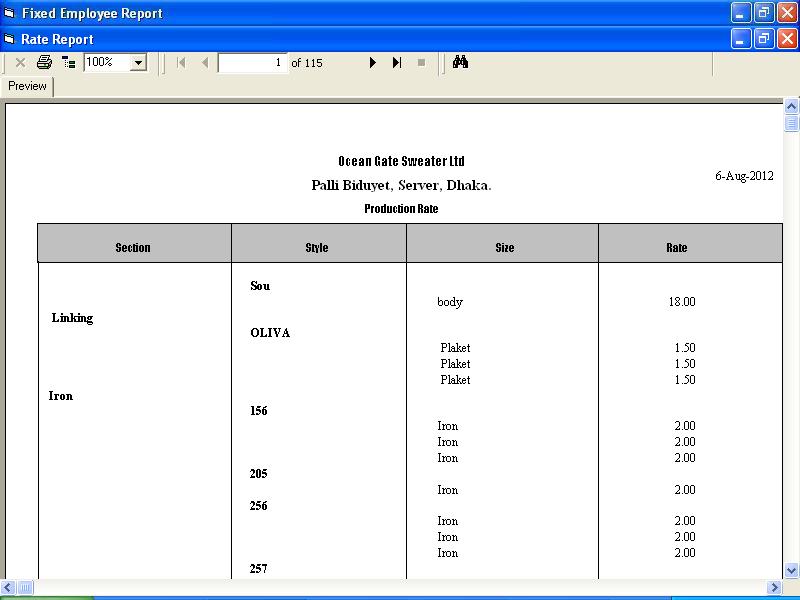 Fixed Employee Report
Rate Report
100% 1 of 115
Preview
Ocean Gate Sweater Ltd
6-Aug-2012
Palli Biduyet, Server, Dhaka.
Production Rate
Section Style Size Rate
Sou
body 18.00
Linking
OLIVA
Plaket 1.50
Plaket 1.50
Plaket 1.50
Iron
156
Iron 2.00
Iron 2.00
Iron 2.00
205
Iron 2.00
256
Iron 2.00
Iron 2.00
Iron 2.00
257